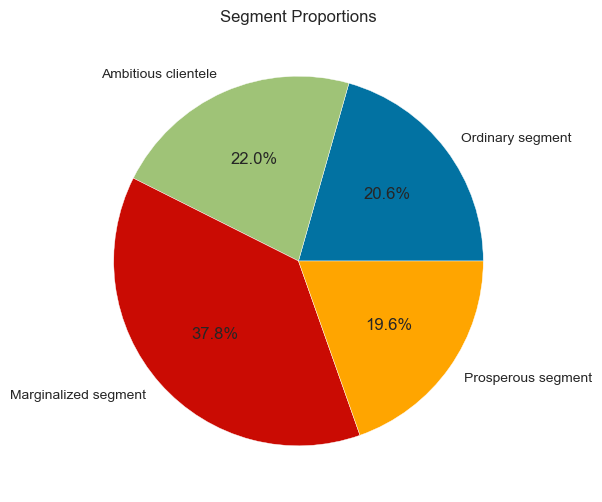 Segment Proportions
Ambitious clientele
Ordinary segment
22.0%
20.6%
19.6%
37.8%
Prosperous segment
Marginalized segment